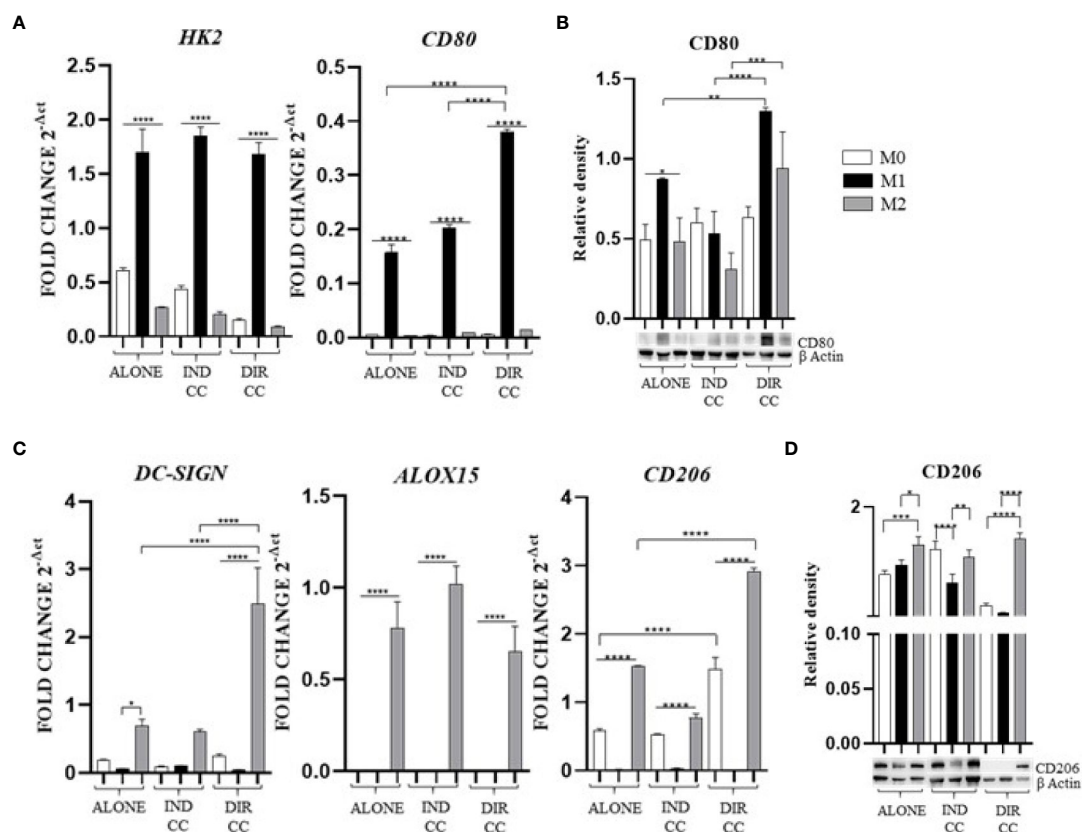 A
HK2
FOLD CHANGE 2^-Δct
2.5
2.0
1.5
1.0
0.5
0.0
****
****
****
ALONE
IND CC
DIR CC
CD80
FOLD CHANGE 2^-Δct
0.5
0.4
0.3
0.2
0.1
0.0
****
****
****
****
****
ALONE
IND CC
DIR CC
B
CD80
Relative density
1.5
1.0
0.5
0.0
***
****
**
*
CD80
β Actin
ALONE
IND CC
DIR CC
M0
M1
M2
C
DC-SIGN
FOLD CHANGE 2^-Δct
4
3
2
1
0
****
****
****
*
ALONE
IND CC
DIR CC
ALOX15
FOLD CHANGE 2^-Δct
1.5
1.0
0.5
0.0
****
****
****
ALONE
IND CC
DIR CC
CD206
FOLD CHANGE 2^-Δct
4
3
2
1
0
****
****
****
****
****
ALONE
IND CC
DIR CC
D
CD206
Relative density
2
0.10
0.05
0.00
*
***
**
****
****
****
CD206
β Actin
ALONE
IND CC
DIR CC